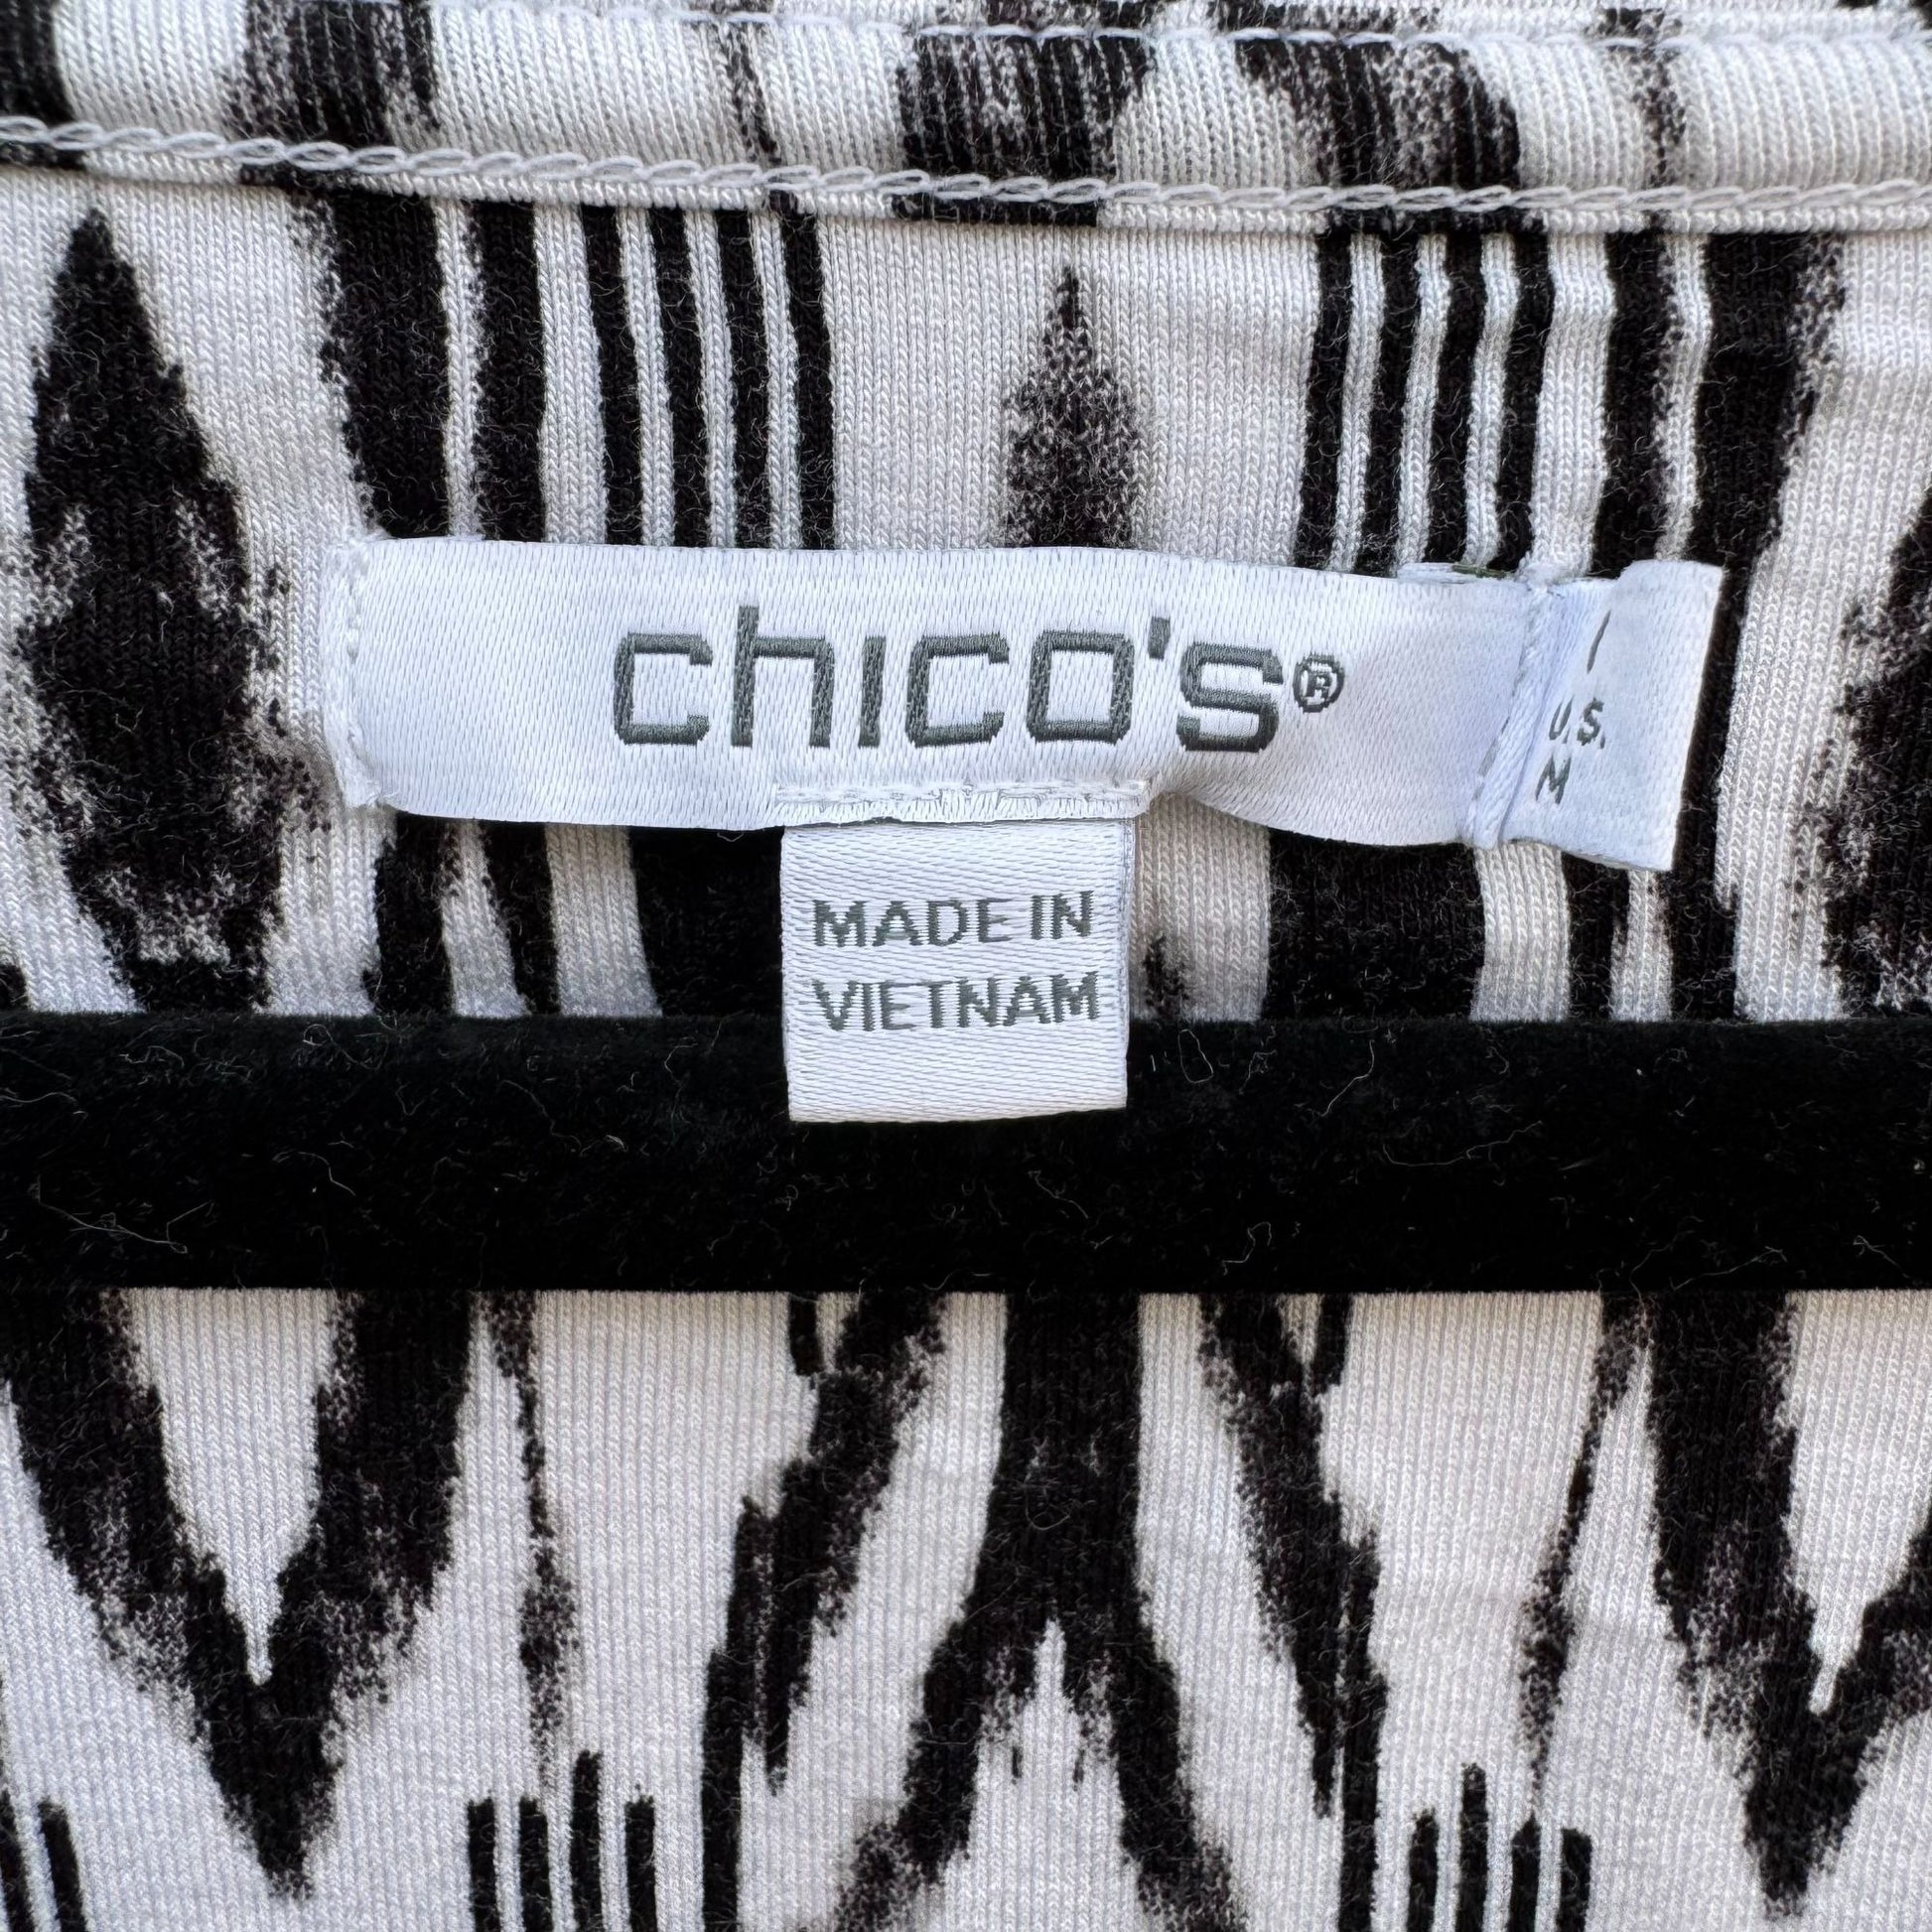 chico's®
1
U.S.
M
MADE IN
VIETNAM